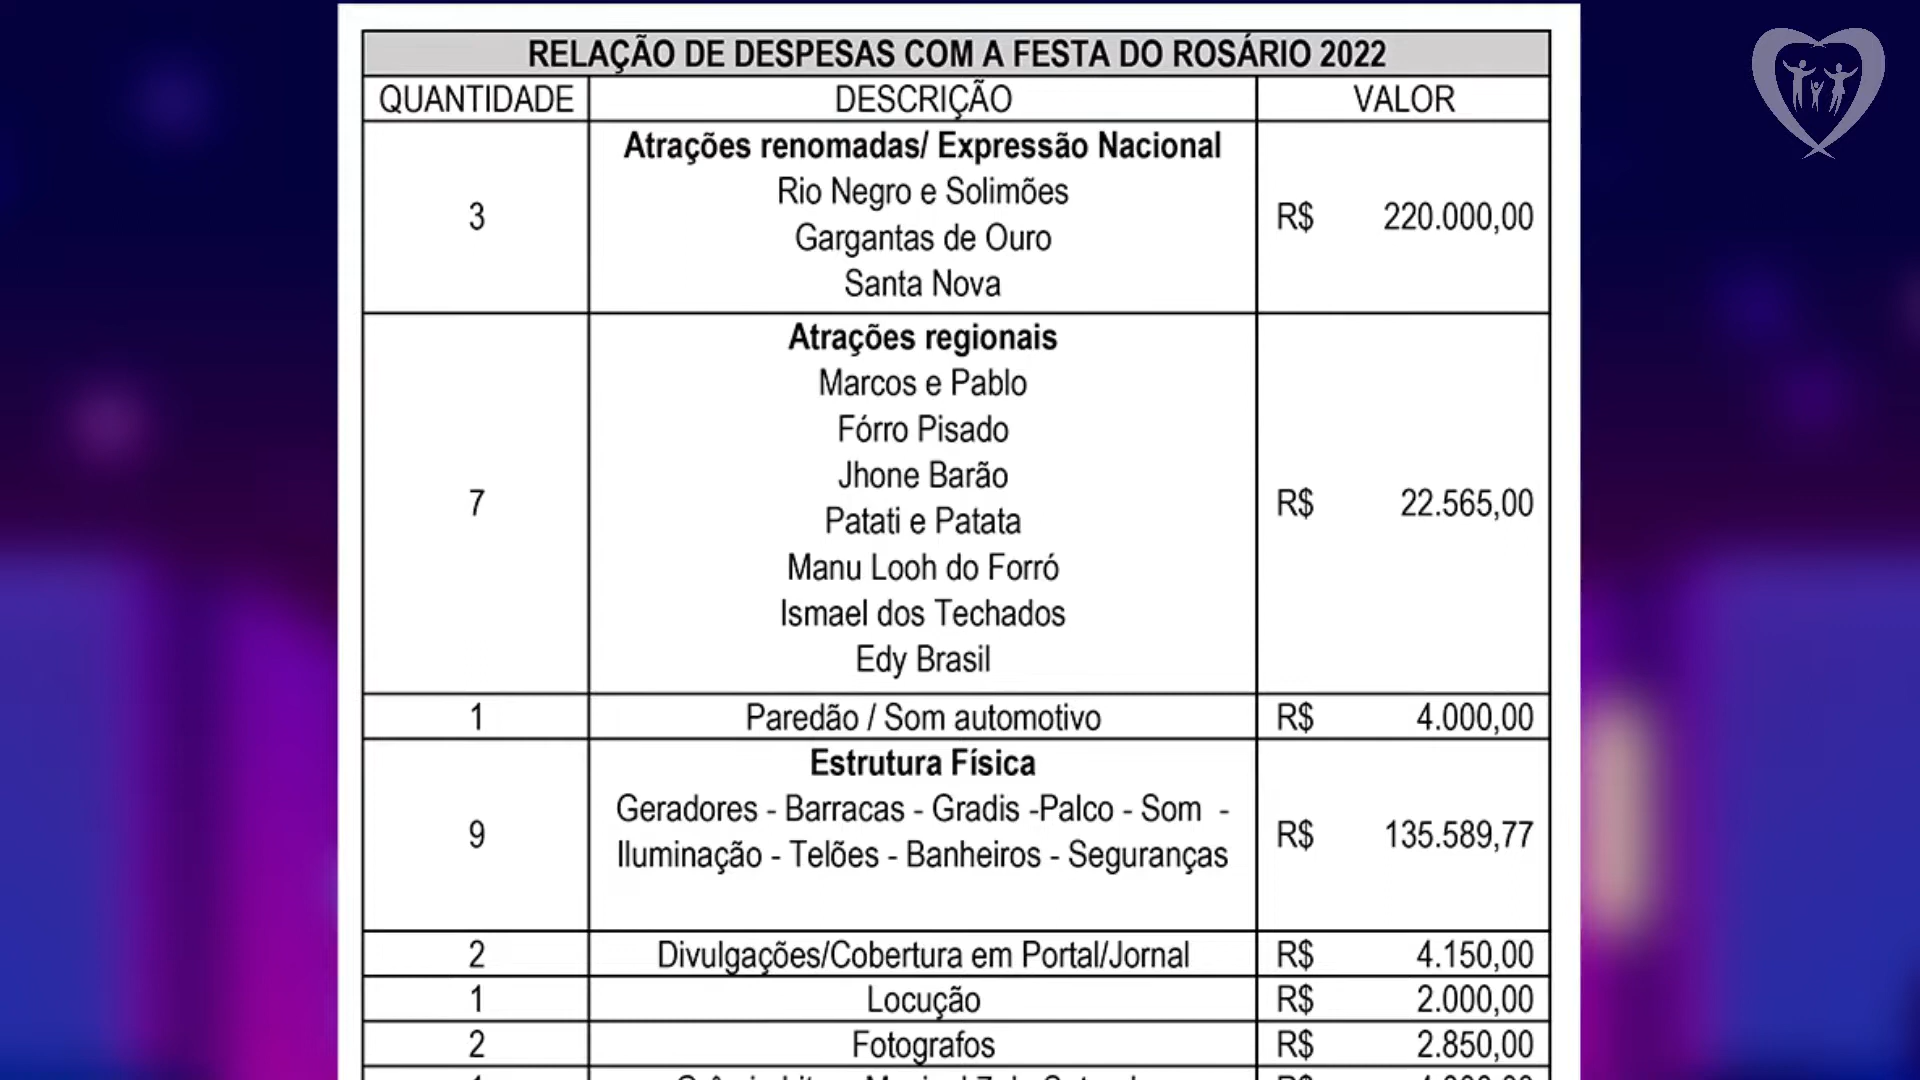 RELAÇÃO DE DESPESAS COM A FESTA DO ROSÁRIO 2022
QUANTIDADE DESCRIÇÃO VALOR
Atrações renomadas/ Expressão Nacional
Rio Negro e Solimões
3 R$ 220.000,00
Gargantas de Ouro
Santa Nova
Atrações regionais
Marcos e Pablo
Fórro Pisado
Jhone Barão
7 R$ 22.565,00
Patati e Patata
Manu Looh do Forró
Ismael dos Techados
Edy Brasil
1 Paredão / Som automotivo R$ 4.000,00
Estrutura Física
Geradores - Barracas - Gradis -Palco - Som -
9 R$ 135.589,77
Iluminação - Telões - Banheiros - Seguranças
2 Divulgações/Cobertura em Portal/Jornal R$ 4.150,00
1 Locução R$ 2.000,00
2 Fotografos R$ 2.850,00